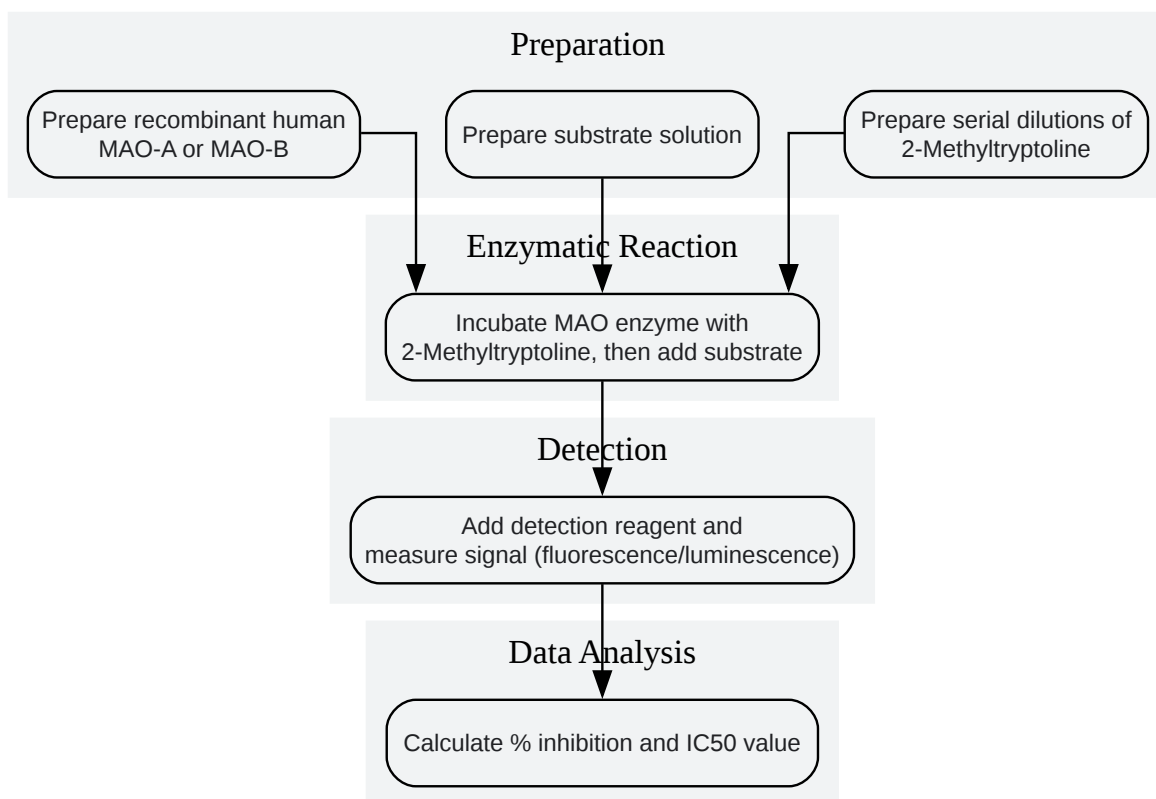 Preparation
Prepare recombinant human
MAO-A or MAO-B
Prepare substrate solution
Prepare serial dilutions of
2-Methyltryptoline
Enzymatic Reaction
Incubate MAO enzyme with
2-Methyltryptoline, then add substrate
Detection
Add detection reagent and
measure signal (fluorescence/luminescence)
Data Analysis
Calculate % inhibition and IC50 value